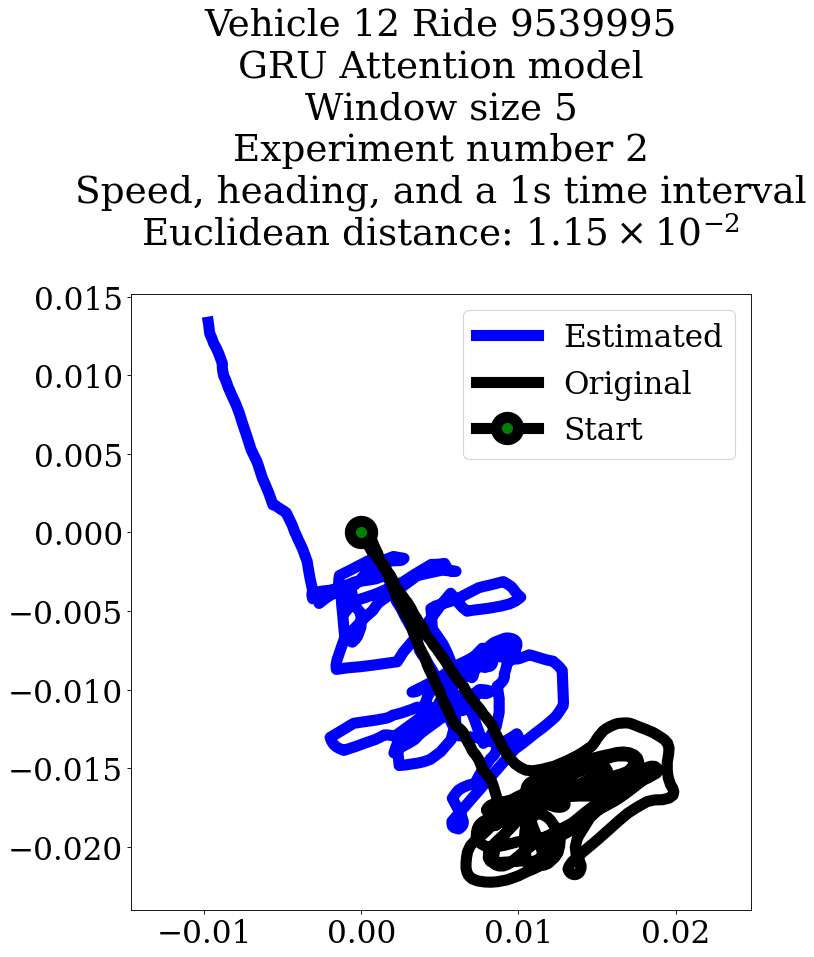 Vehicle 12 Ride 9539995
GRU Attention model
Window size 5
Experiment number 2
Speed, heading, and a 1s time interval
Euclidean distance: 1.15 × 10⁻²
0.015
0.010
0.005
0.000
−0.005
−0.010
−0.015
−0.020
Estimated
Original
Start
−0.01 0.00 0.01 0.02